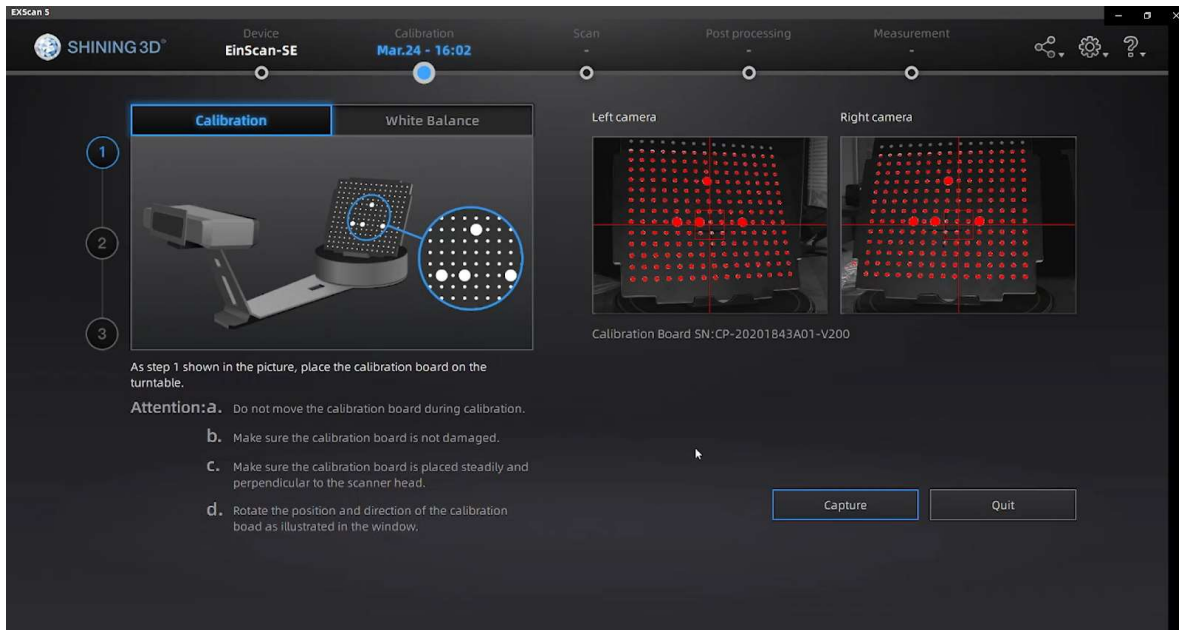 EXScan S
SHINING 3D®
Device
EinScan-SE
Calibration
Mar.24 - 16:02
Scan
-
Post processing
-
Measurement
-
Calibration
White Balance
1
2
3
As step 1 shown in the picture, place the calibration board on the
turntable.
Attention:a. Do not move the calibration board during calibration.
b. Make sure the calibration board is not damaged.
c. Make sure the calibration board is placed steadily and
perpendicular to the scanner head.
d. Rotate the position and direction of the calibration
boad as illustrated in the window.
Left camera
Right camera
Calibration Board SN:CP-20201843A01-V200
Capture
Quit